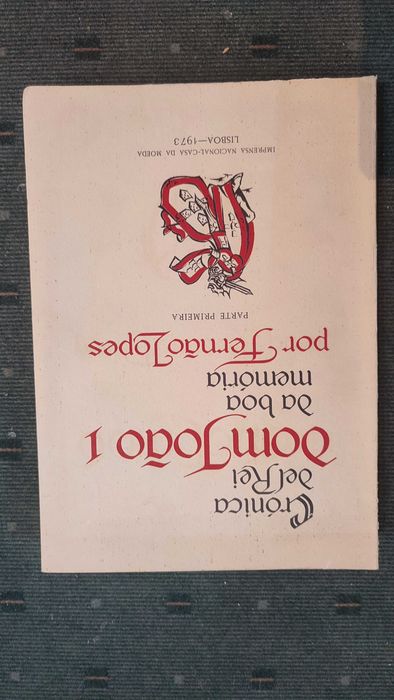 Crónica
del Rei
dom João I
da boa
memória
por Fernão Lopes
PARTE PRIMEIRA
IMPRENSA NACIONAL-CASA DA MOEDA
LISBOA—1973